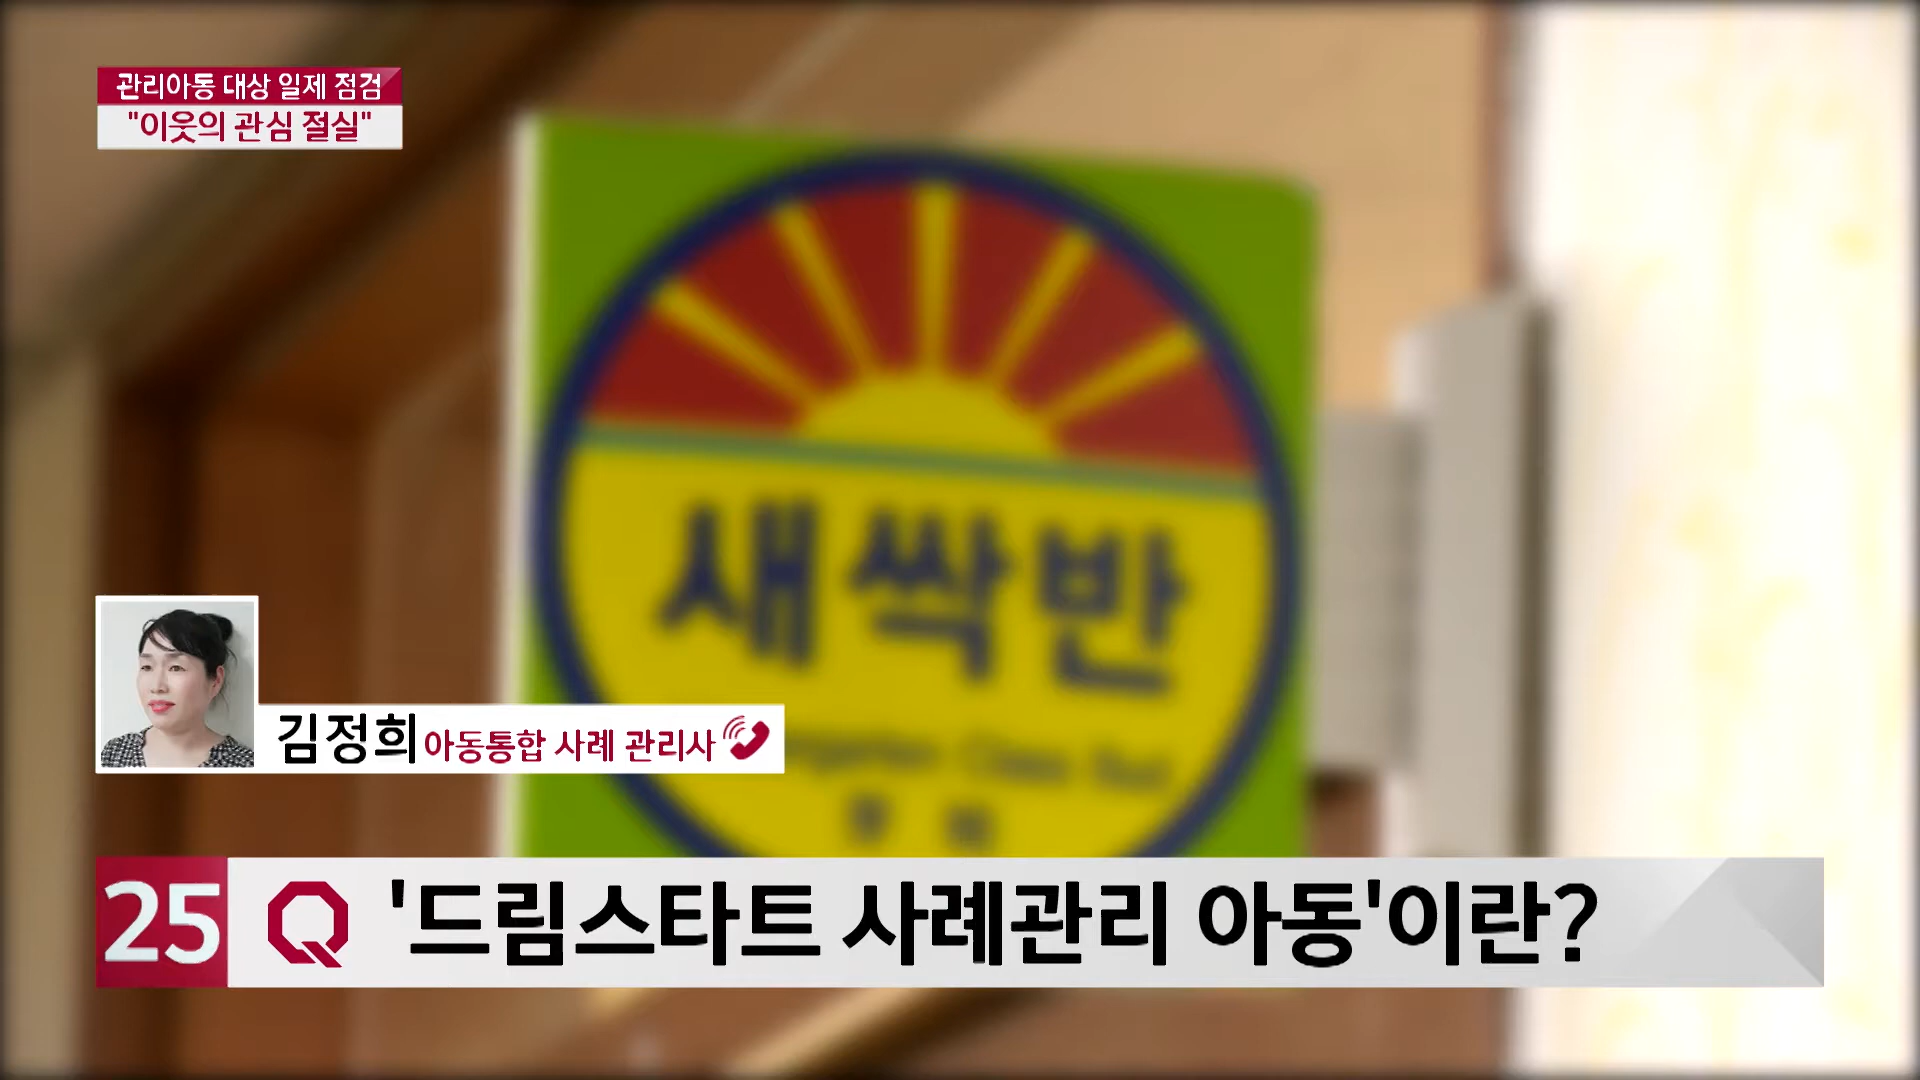 관리아동 대상 일제 점검
"이웃의 관심 절실"
새싹반
김정희 아동통합 사례 관리사
25 Q '드림스타트 사례관리 아동'이란?